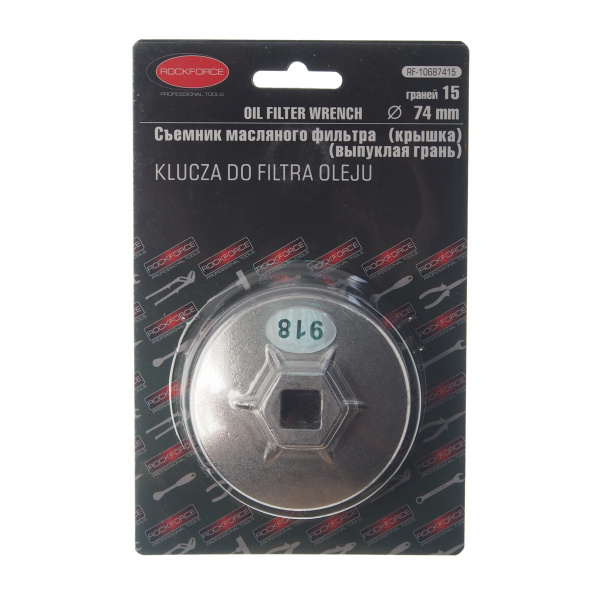 ROCKFORCE
PROFESSIONAL TOOLS
RF-10687415
граней 15
OIL FILTER WRENCH Ø 74 mm
Съемник масляного фильтра (крышка)
(выпуклая грань)
KLUCZA DO FILTRA OLEJU
816